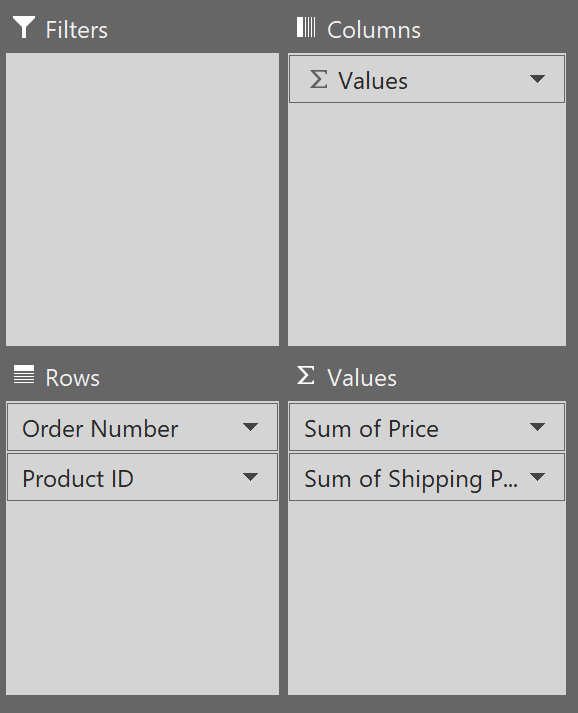 Filters
Columns
Σ Values
Rows
Σ Values
Order Number
Sum of Price
Product ID
Sum of Shipping P...